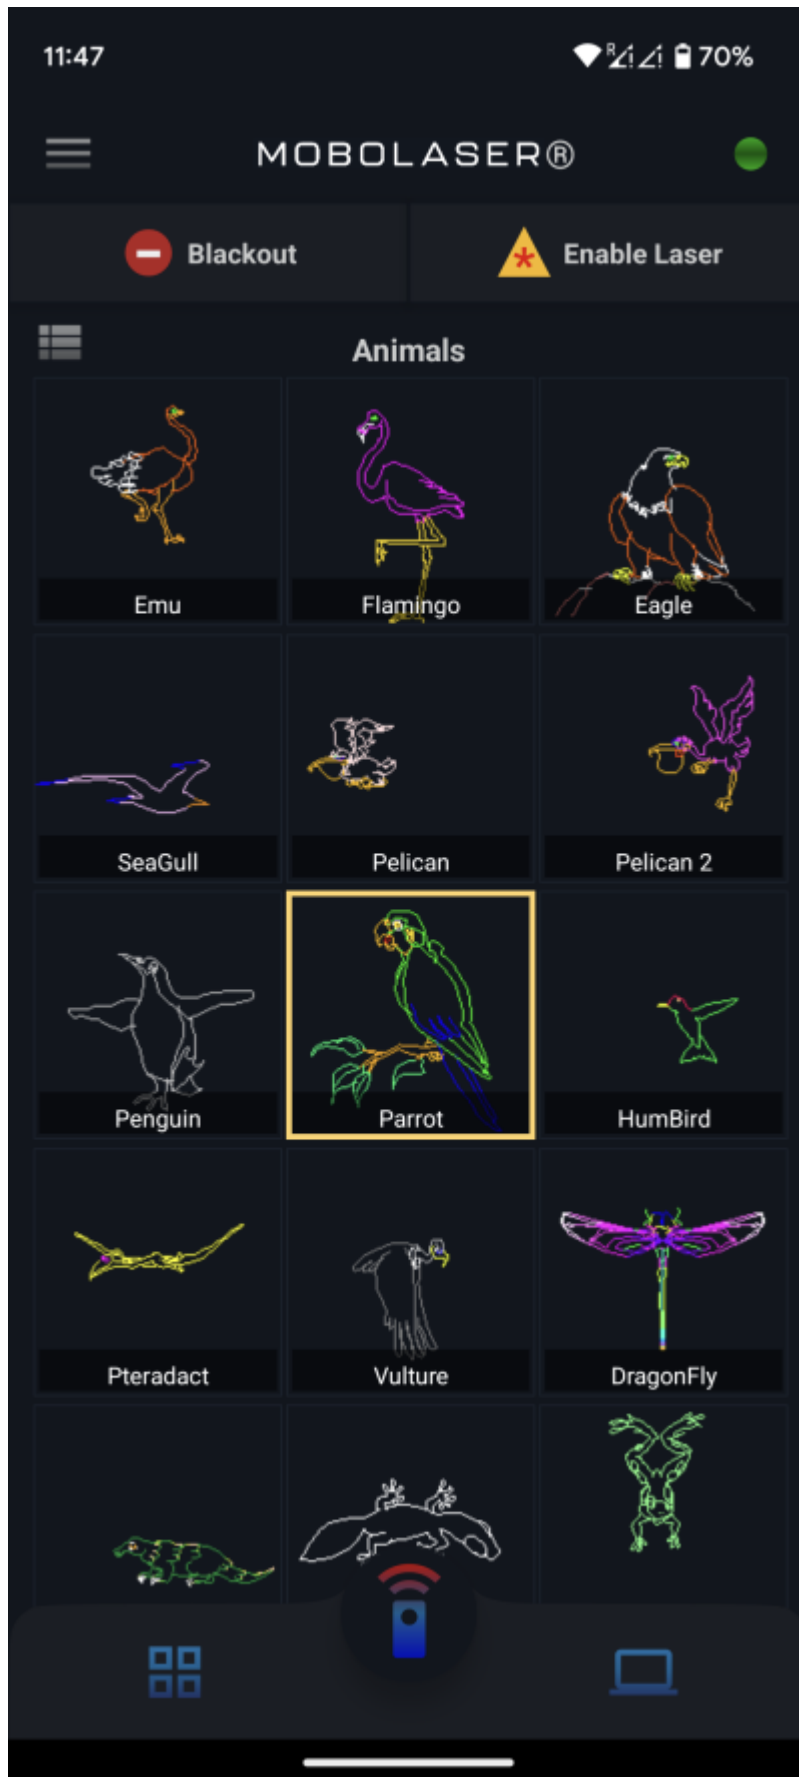 11:47
R 70%
MOBOLASER®
Blackout
Enable Laser
Animals
Emu
Flamingo
Eagle
SeaGull
Pelican
Pelican 2
Penguin
Parrot
HumBird
Pteradact
Vulture
DragonFly